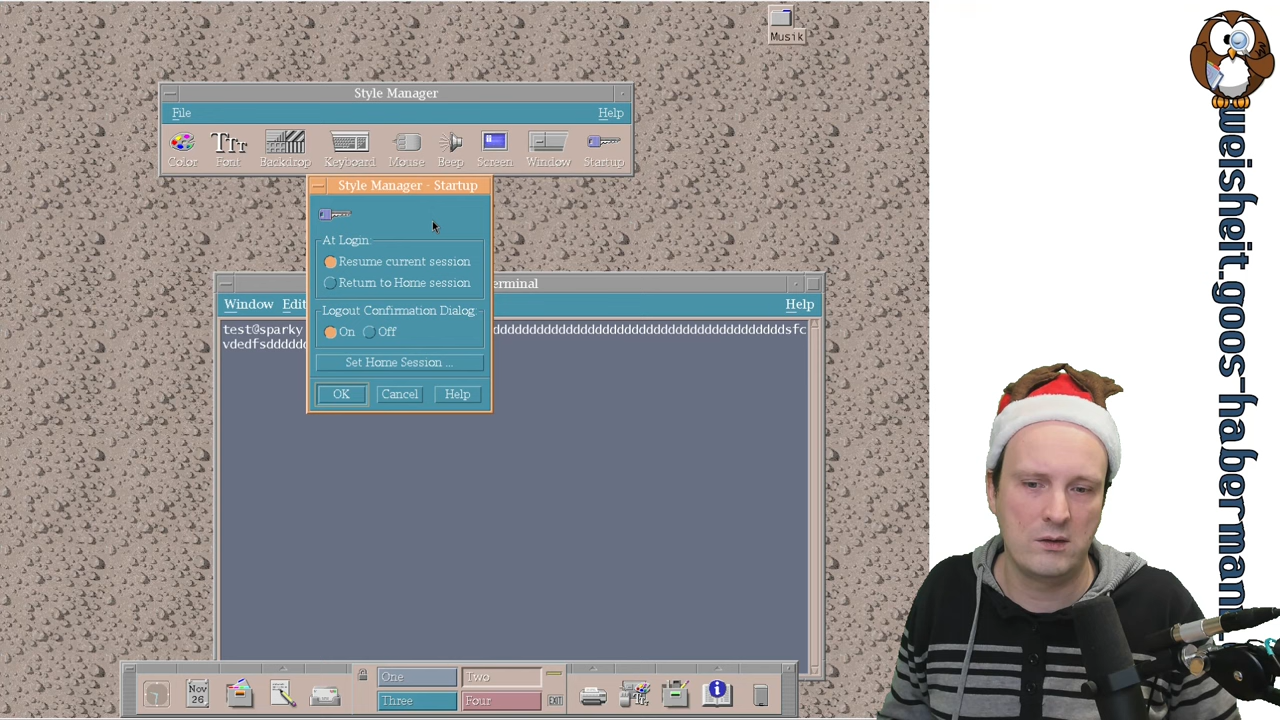 Musik
Style Manager
File
Help
Color
Font
Backdrop
Keyboard
Mouse
Beep
Screen
Window
Startup
Style Manager - Startup
At Login:
Resume current session
Return to Home session
Logout Confirmation Dialog:
On
Off
Set Home Session ...
OK
Cancel
Help
erminal
Window
Edit
Help
test@sparky
Nov
26
One
Two
Three
Four
EXIT
weisheit.goos-habermann.